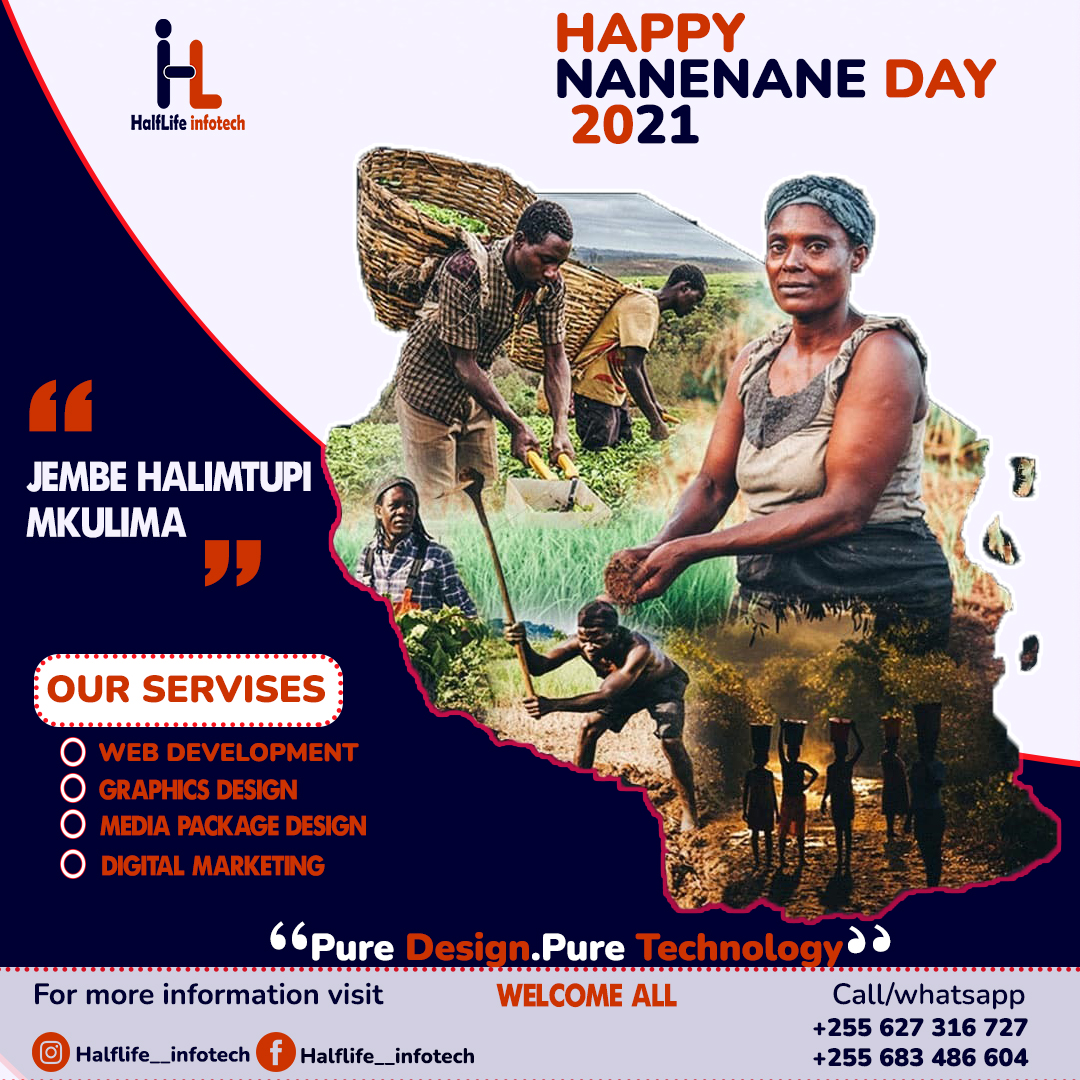 HL
HalfLife infotech
HAPPY
NANENANE DAY
2021
“
JEMBE HALIMTUPI
MKULIMA
”
OUR SERVISES
WEB DEVELOPMENT
GRAPHICS DESIGN
MEDIA PACKAGE DESIGN
DIGITAL MARKETING
“Pure Design.Pure Technology”
For more information visit
WELCOME ALL
Call/whatsapp
+255 627 316 727
Halflife__infotech
Halflife__infotech
+255 683 486 604